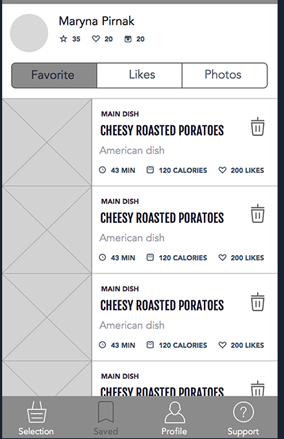 Maryna Pirnak
35 20 20
Favorite Likes Photos
MAIN DISH
CHEESY ROASTED PORATOES
American dish
43 MIN 120 CALORIES 200 LIKES
MAIN DISH
CHEESY ROASTED PORATOES
American dish
43 MIN 120 CALORIES 200 LIKES
MAIN DISH
CHEESY ROASTED PORATOES
American dish
43 MIN 120 CALORIES 200 LIKES
MAIN DISH
CHEESY ROASTED PORATOES
Selection Saved Profile Support